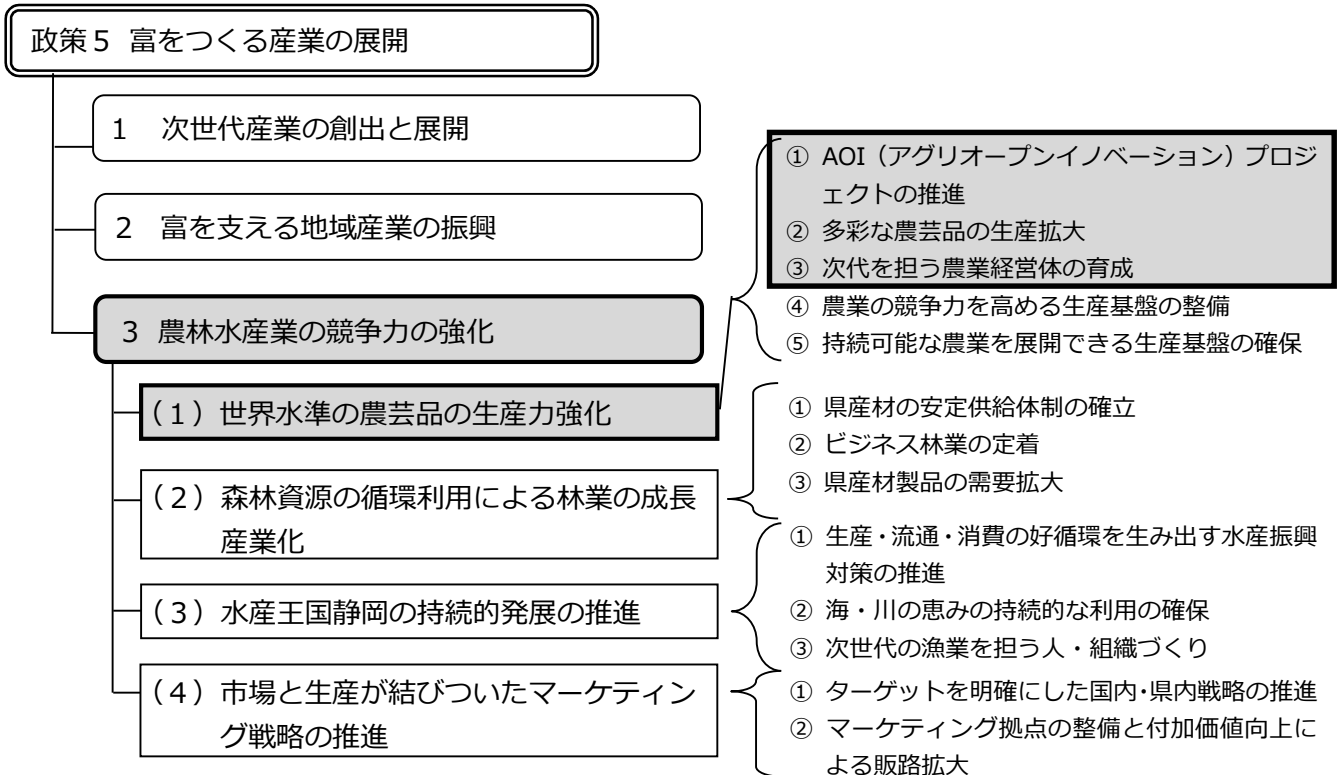 政策5 富をつくる産業の展開
1 次世代産業の創出と展開
2 富を支える地域産業の振興
3 農林水産業の競争力の強化
（1）世界水準の農芸品の生産力強化
① AOI（アグリオープンイノベーション）プロジ
ェクトの推進
② 多彩な農芸品の生産拡大
③ 次代を担う農業経営体の育成
④ 農業の競争力を高める生産基盤の整備
⑤ 持続可能な農業を展開できる生産基盤の確保
（2）森林資源の循環利用による林業の成長
産業化
① 県産材の安定供給体制の確立
② ビジネス林業の定着
③ 県産材製品の需要拡大
（3）水産王国静岡の持続的発展の推進
① 生産・流通・消費の好循環を生み出す水産振興
対策の推進
② 海・川の恵みの持続的な利用の確保
③ 次世代の漁業を担う人・組織づくり
（4）市場と生産が結びついたマーケティン
グ戦略の推進
① ターゲットを明確にした国内・県内戦略の推進
② マーケティング拠点の整備と付加価値向上に
よる販路拡大